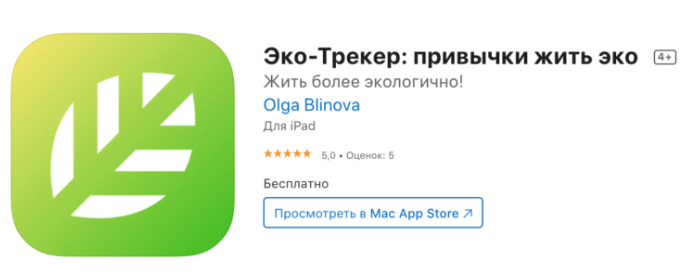 Эко-Трекер: привычки жить эко 4+
Жить более экологично!
Olga Blinova
Для iPad
★★★★★ 5,0 • Оценок: 5
Бесплатно
Просмотреть в Mac App Store ↗